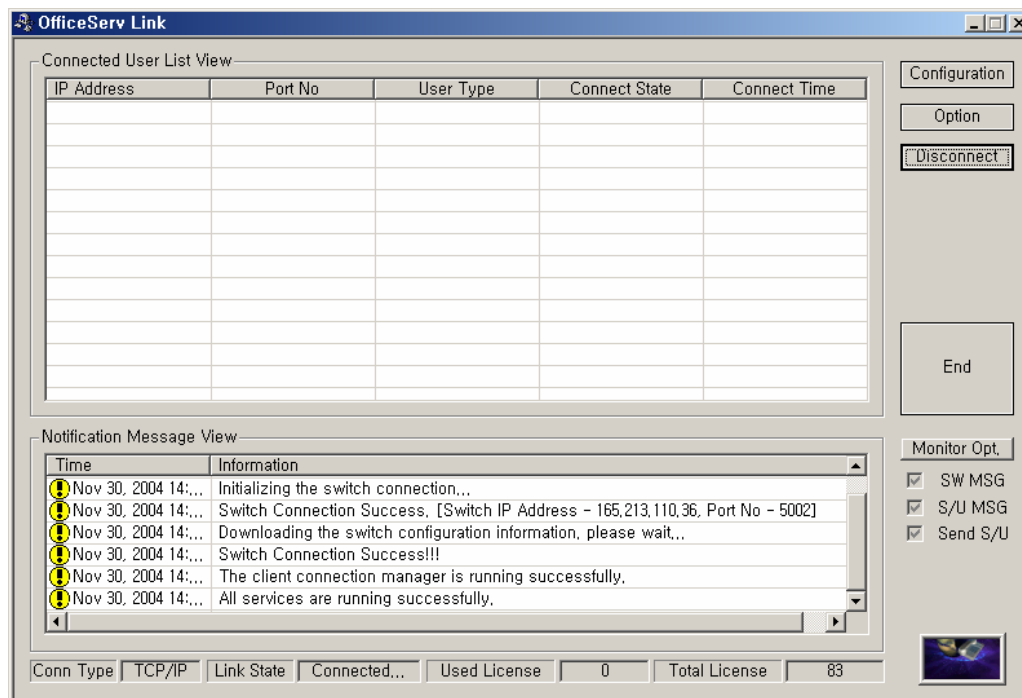 OfficeServ Link
Connected User List View
IP Address Port No User Type Connect State Connect Time
Configuration
Option
Disconnect
End
Notification Message View
Time Information
Nov 30, 2004 14:... Initializing the switch connection...
Nov 30, 2004 14:... Switch Connection Success. [Switch IP Address - 165.213.110.36, Port No - 5002]
Nov 30, 2004 14:... Downloading the switch configuration information, please wait...
Nov 30, 2004 14:... Switch Connection Success!!!
Nov 30, 2004 14:... The client connection manager is running successfully.
Nov 30, 2004 14:... All services are running successfully.
Monitor Opt.
SW MSG
S/U MSG
Send S/U
Conn Type TCP/IP Link State Connected... Used License 0 Total License 83